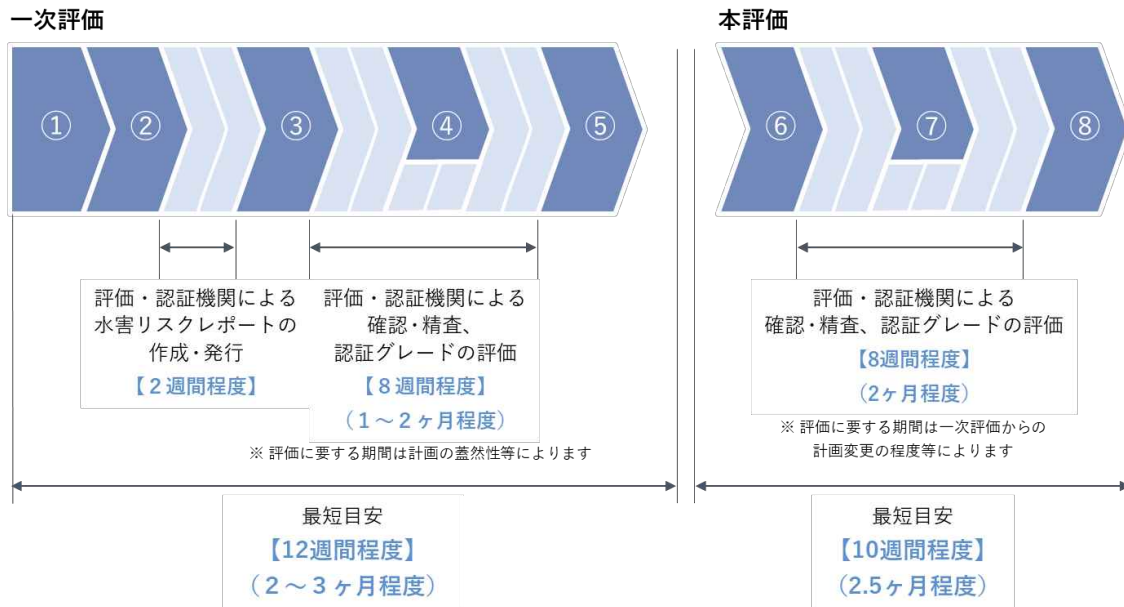 一次評価
本評価
①
②
③
④
⑤
⑥
⑦
⑧
評価・認証機関による
水害リスクレポートの
作成・発行
【２週間程度】
評価・認証機関による
確認・精査、
認証グレードの評価
【８週間程度】
（１～２ヶ月程度）
※ 評価に要する期間は計画の蓋然性等によります
評価・認証機関による
確認・精査、認証グレードの評価
【8週間程度】
（2ヶ月程度）
※ 評価に要する期間は一次評価からの
計画変更の程度等によります
最短目安
【12週間程度】
（２～３ヶ月程度）
最短目安
【10週間程度】
（2.5ヶ月程度）